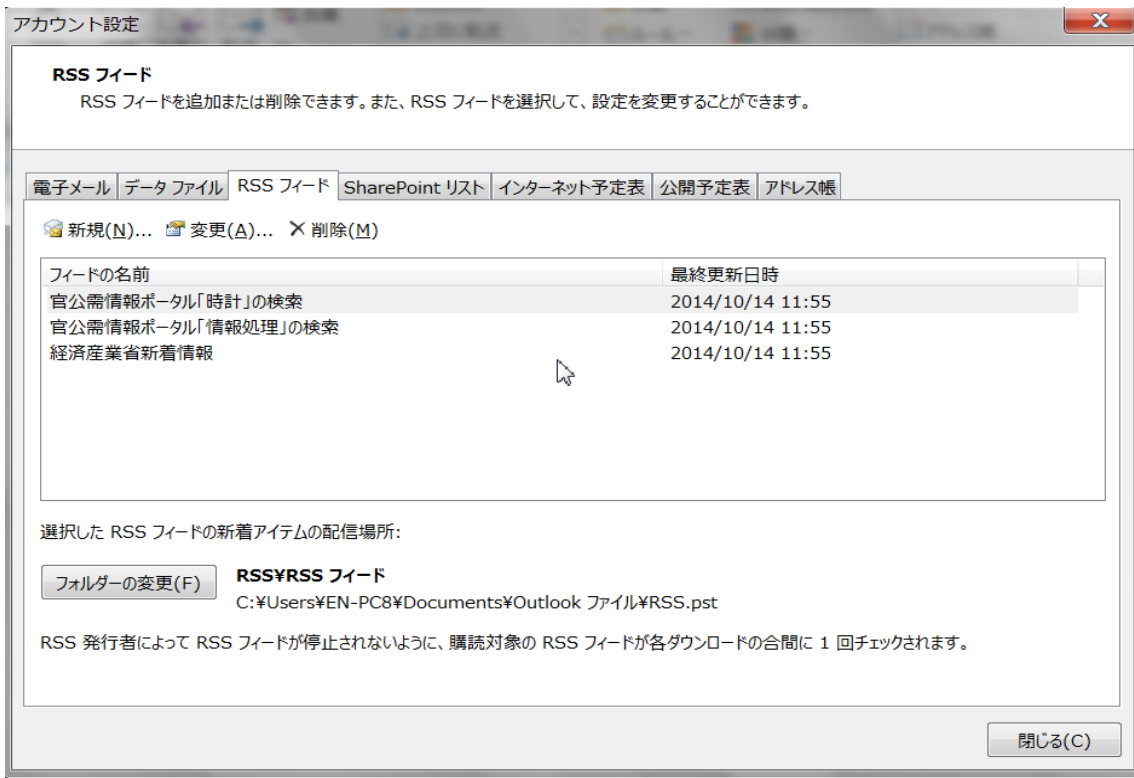 アカウント設定
RSS フィード
RSS フィードを追加または削除できます。また、RSS フィードを選択して、設定を変更することができます。
電子メール データ ファイル RSS フィード SharePoint リスト インターネット予定表 公開予定表 アドレス帳
新規(N)... 変更(A)... 削除(M)
フィードの名前 最終更新日時
官公需情報ポータル「時計」の検索 2014/10/14 11:55
官公需情報ポータル「情報処理」の検索 2014/10/14 11:55
経済産業省新着情報 2014/10/14 11:55
選択した RSS フィードの新着アイテムの配信場所:
フォルダーの変更(F) RSS¥RSS フィード
C:¥Users¥EN-PC8¥Documents¥Outlook ファイル¥RSS.pst
RSS 発行者によって RSS フィードが停止されないように、購読対象の RSS フィードが各ダウンロードの合間に 1 回チェックされます。
閉じる(C)